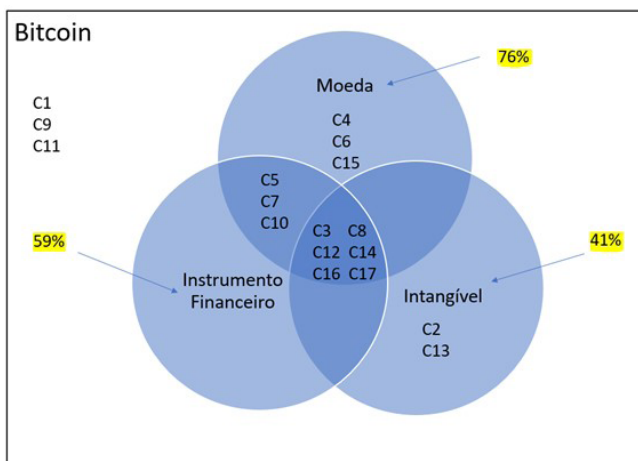 Bitcoin
76%
Moeda
C1
C9
C11
C4
C6
C15
C5
C7
C10
C3 C8
C12 C14
C16 C17
59%
41%
Instrumento
Financeiro
Intangível
C2
C13